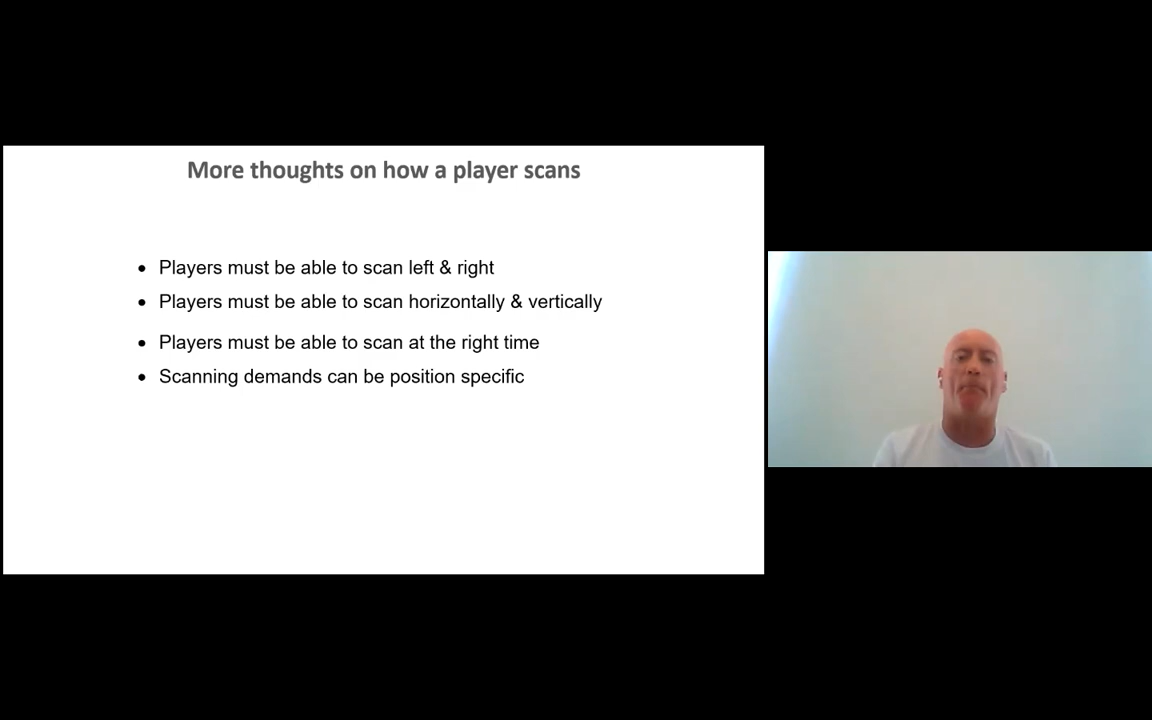 More thoughts on how a player scans
• Players must be able to scan left & right
• Players must be able to scan horizontally & vertically
• Players must be able to scan at the right time
• Scanning demands can be position specific